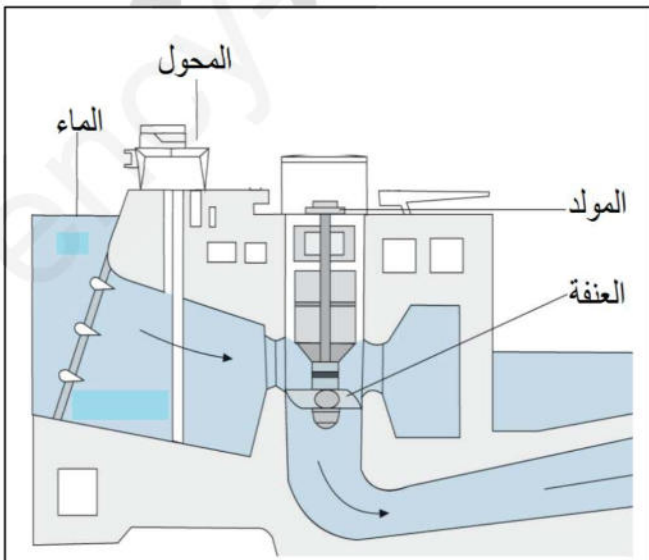 المحول
الماء
المولد
العنفة